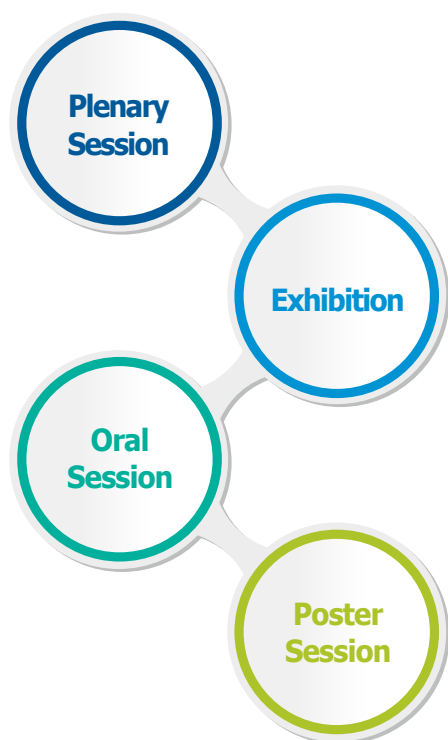 Plenary
Session
Exhibition
Oral
Session
Poster
Session